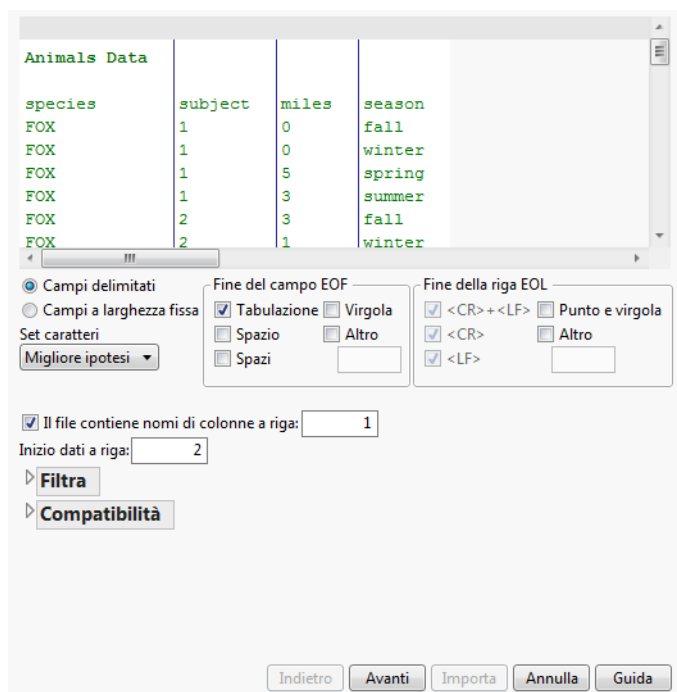 Animals Data
species subject miles season
FOX 1 0 fall
FOX 1 0 winter
FOX 1 5 spring
FOX 1 3 summer
FOX 2 3 fall
FOX 2 1 winter
Campi delimitati
Campi a larghezza fissa
Set caratteri
Migliore ipotesi
Fine del campo EOF
Tabulazione Virgola
Spazio Altro
Spazi
Fine della riga EOL
<CR>+<LF> Punto e virgola
<CR> Altro
<LF>
Il file contiene nomi di colonne a riga: 1
Inizio dati a riga: 2
Filtra
Compatibilità
Indietro Avanti Importa Annulla Guida